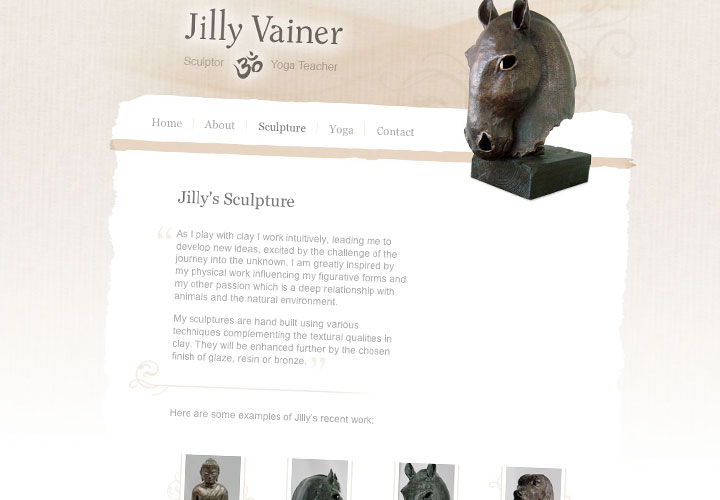 Jilly Vainer
Sculptor ॐ Yoga Teacher
Home About Sculpture Yoga Contact
Jilly's Sculpture
“ As I play with clay I work intuitively, leading me to
develop new ideas, excited by the challenge of the
journey into the unknown. I am greatly inspired by
my physical work influencing my figurative forms and
my other passion which is a deep relationship with
animals and the natural environment.
My sculptures are hand built using various
techniques complementing the textural qualities in
clay. They will be enhanced further by the chosen
finish of glaze, resin or bronze. ”
Here are some examples of Jilly's recent work: